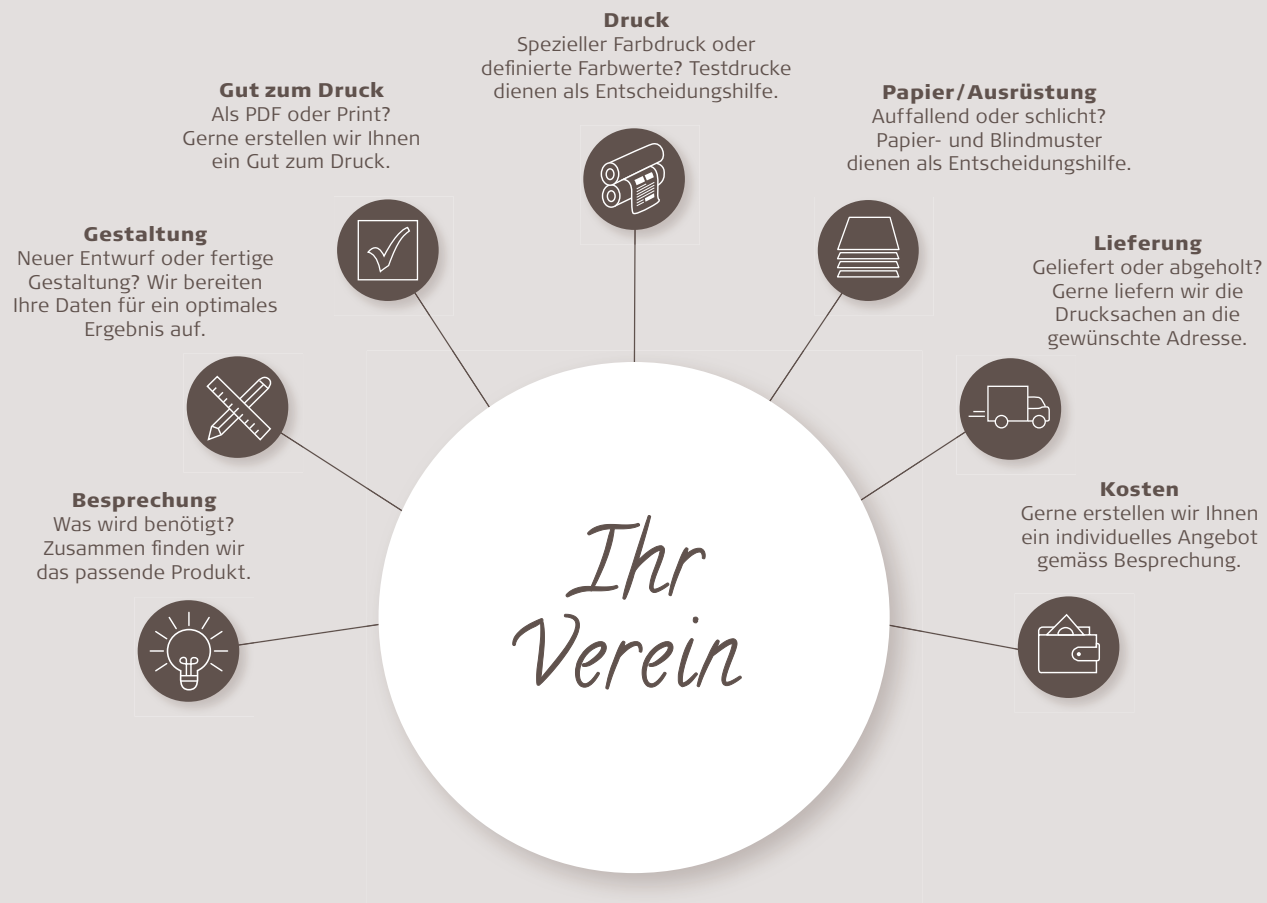 Druck
Spezieller Farbdruck oder
definierte Farbwerte? Testdrucke
dienen als Entscheidungshilfe.
Gut zum Druck
Als PDF oder Print?
Gerne erstellen wir Ihnen
ein Gut zum Druck.
Papier/Ausrüstung
Auffallend oder schlicht?
Papier- und Blindmuster
dienen als Entscheidungshilfe.
Gestaltung
Neuer Entwurf oder fertige
Gestaltung? Wir bereiten
Ihre Daten für ein optimales
Ergebnis auf.
Lieferung
Geliefert oder abgeholt?
Gerne liefern wir die
Drucksachen an die
gewünschte Adresse.
Besprechung
Was wird benötigt?
Zusammen finden wir
das passende Produkt.
Kosten
Gerne erstellen wir Ihnen
ein individuelles Angebot
gemäss Besprechung.
Ihr
Verein